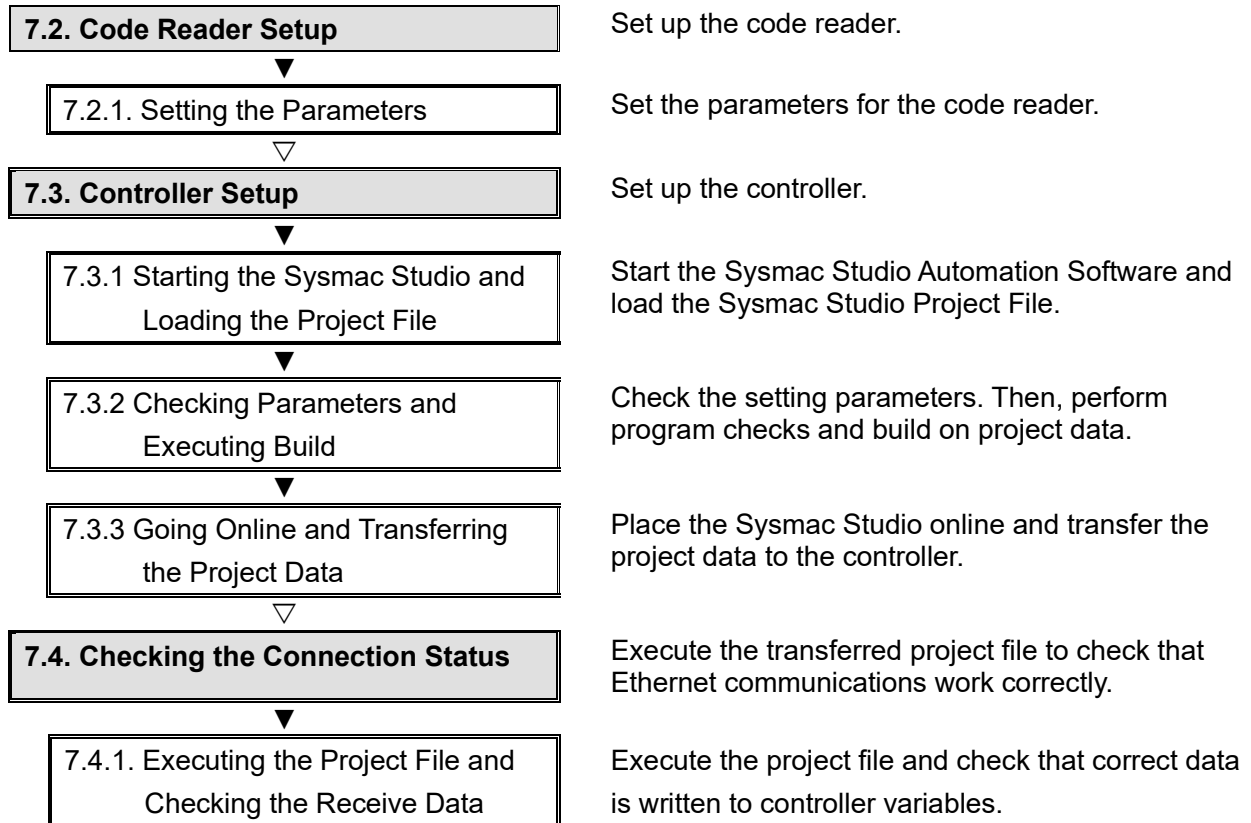 7.2. Code Reader Setup
Set up the code reader.
▼
7.2.1. Setting the Parameters
Set the parameters for the code reader.
▽
7.3. Controller Setup
Set up the controller.
▼
7.3.1 Starting the Sysmac Studio and
Loading the Project File
Start the Sysmac Studio Automation Software and
load the Sysmac Studio Project File.
▼
7.3.2 Checking Parameters and
Executing Build
Check the setting parameters. Then, perform
program checks and build on project data.
▼
7.3.3 Going Online and Transferring
the Project Data
Place the Sysmac Studio online and transfer the
project data to the controller.
▽
7.4. Checking the Connection Status
Execute the transferred project file to check that
Ethernet communications work correctly.
▼
7.4.1. Executing the Project File and
Checking the Receive Data
Execute the project file and check that correct data
is written to controller variables.